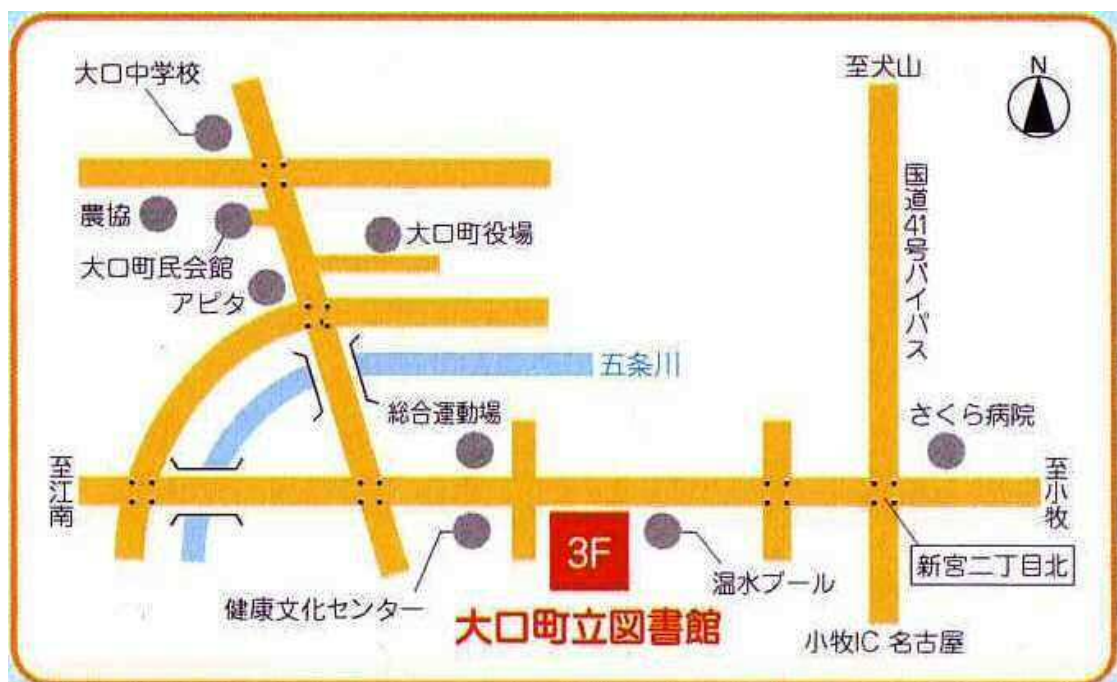 大口中学校
至犬山
N
国道41号バイパス
農協
大口町役場
大口町民会館
アピタ
五条川
総合運動場
さくら病院
至江南
至小牧
3F
新宮二丁目北
温水プール
健康文化センター
大口町立図書館
小牧IC 名古屋